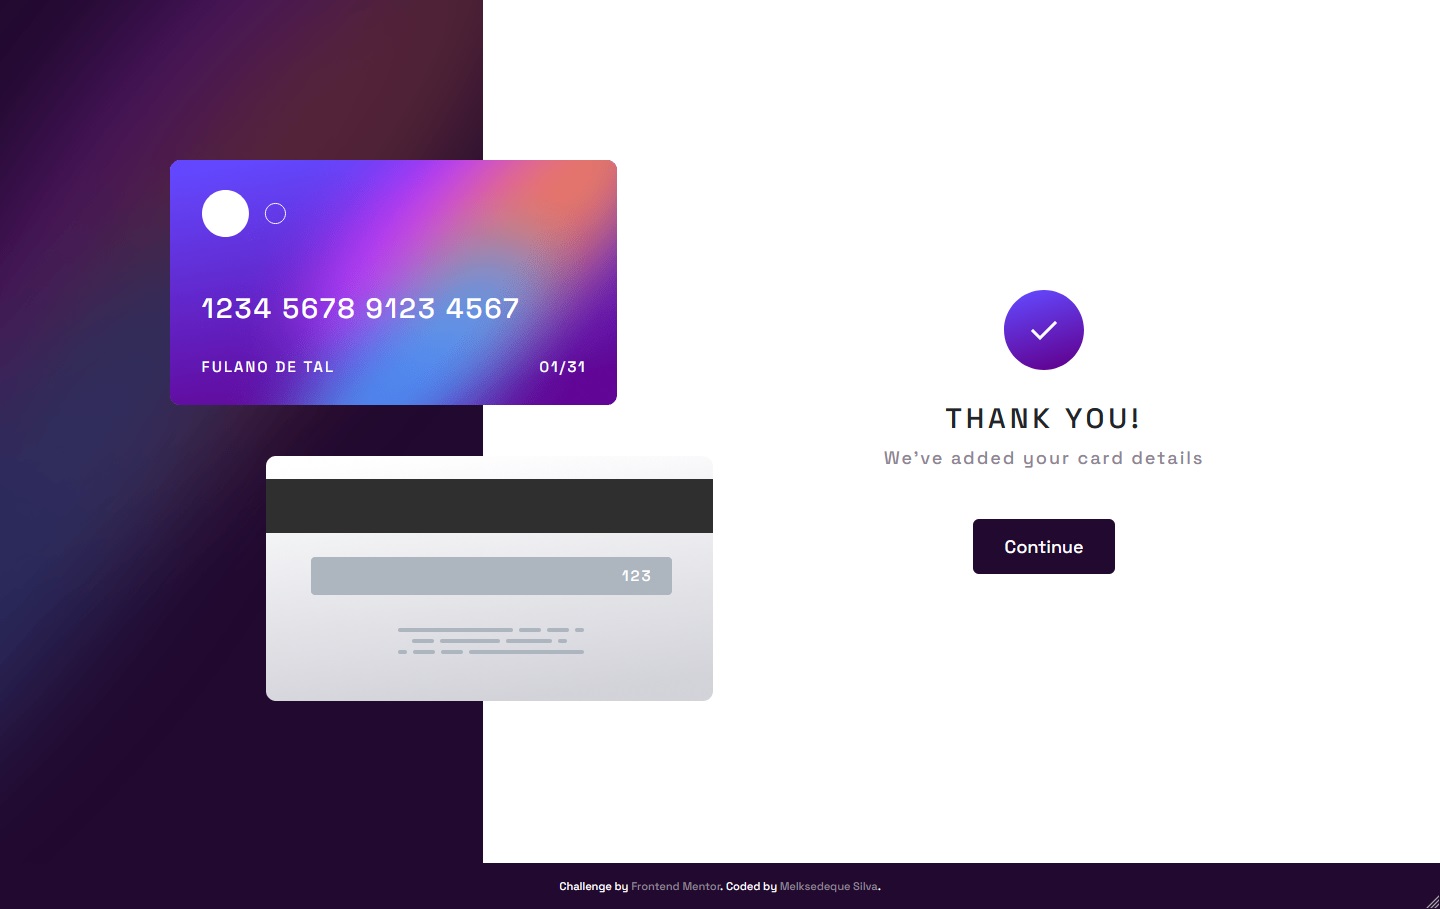 1234 5678 9123 4567
FULANO DE TAL 01/31
123
THANK YOU!
We've added your card details
Continue
Challenge by Frontend Mentor. Coded by Melksedeque Silva.